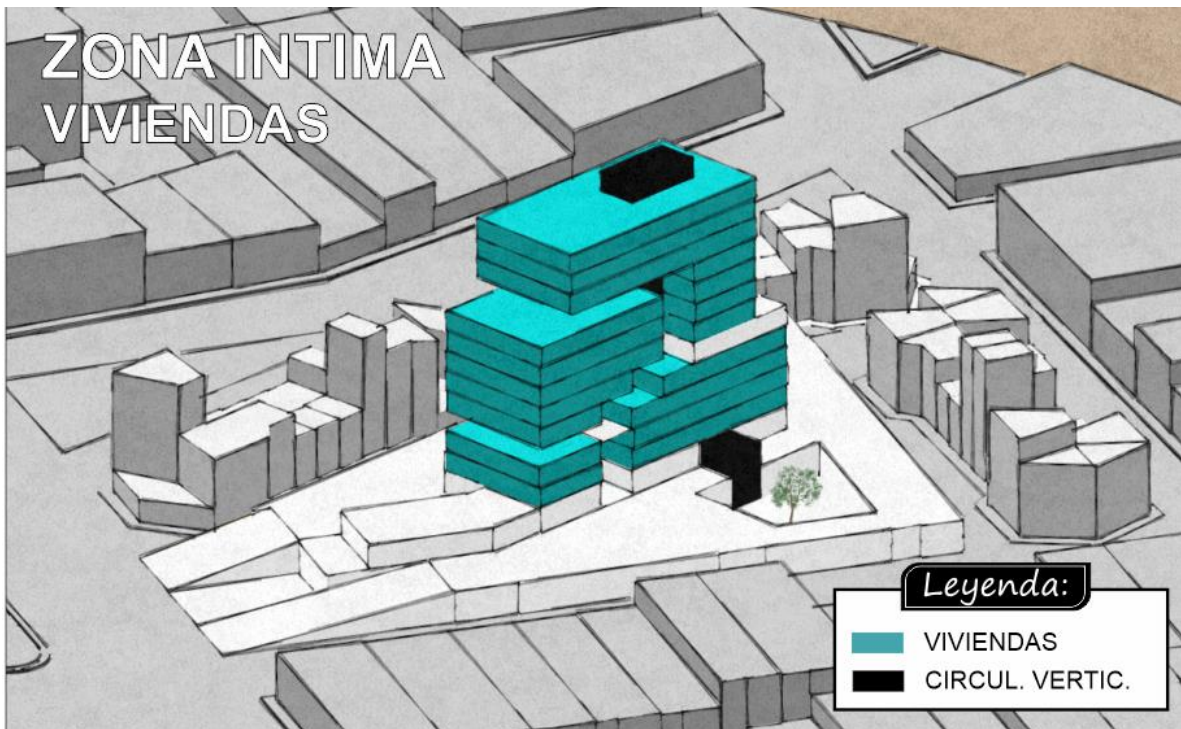 ZONA INTIMA
VIVIENDAS
Leyenda:
VIVIENDAS
CIRCUL. VERTIC.